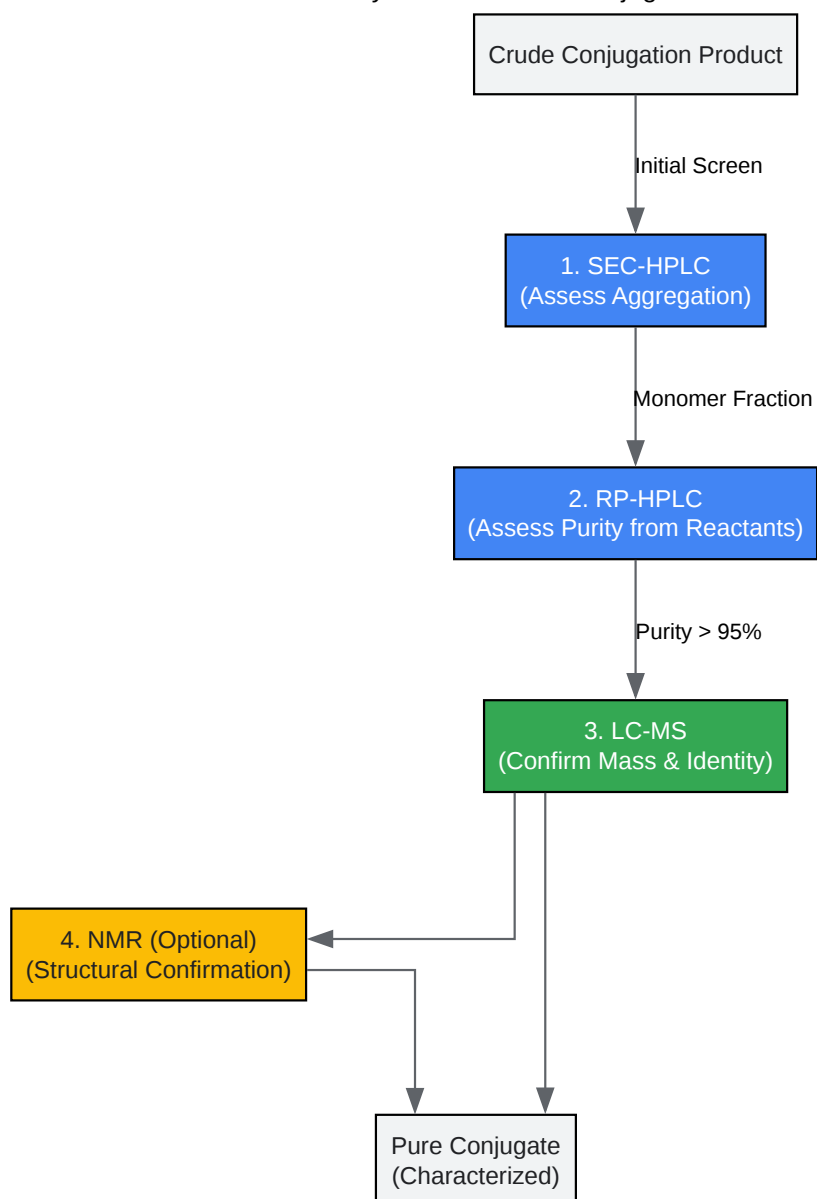 Crude Conjugation Product
Initial Screen
1. SEC-HPLC
(Assess Aggregation)
Monomer Fraction
2. RP-HPLC
(Assess Purity from Reactants)
Purity > 95%
3. LC-MS
(Confirm Mass & Identity)
4. NMR (Optional)
(Structural Confirmation)
Pure Conjugate
(Characterized)